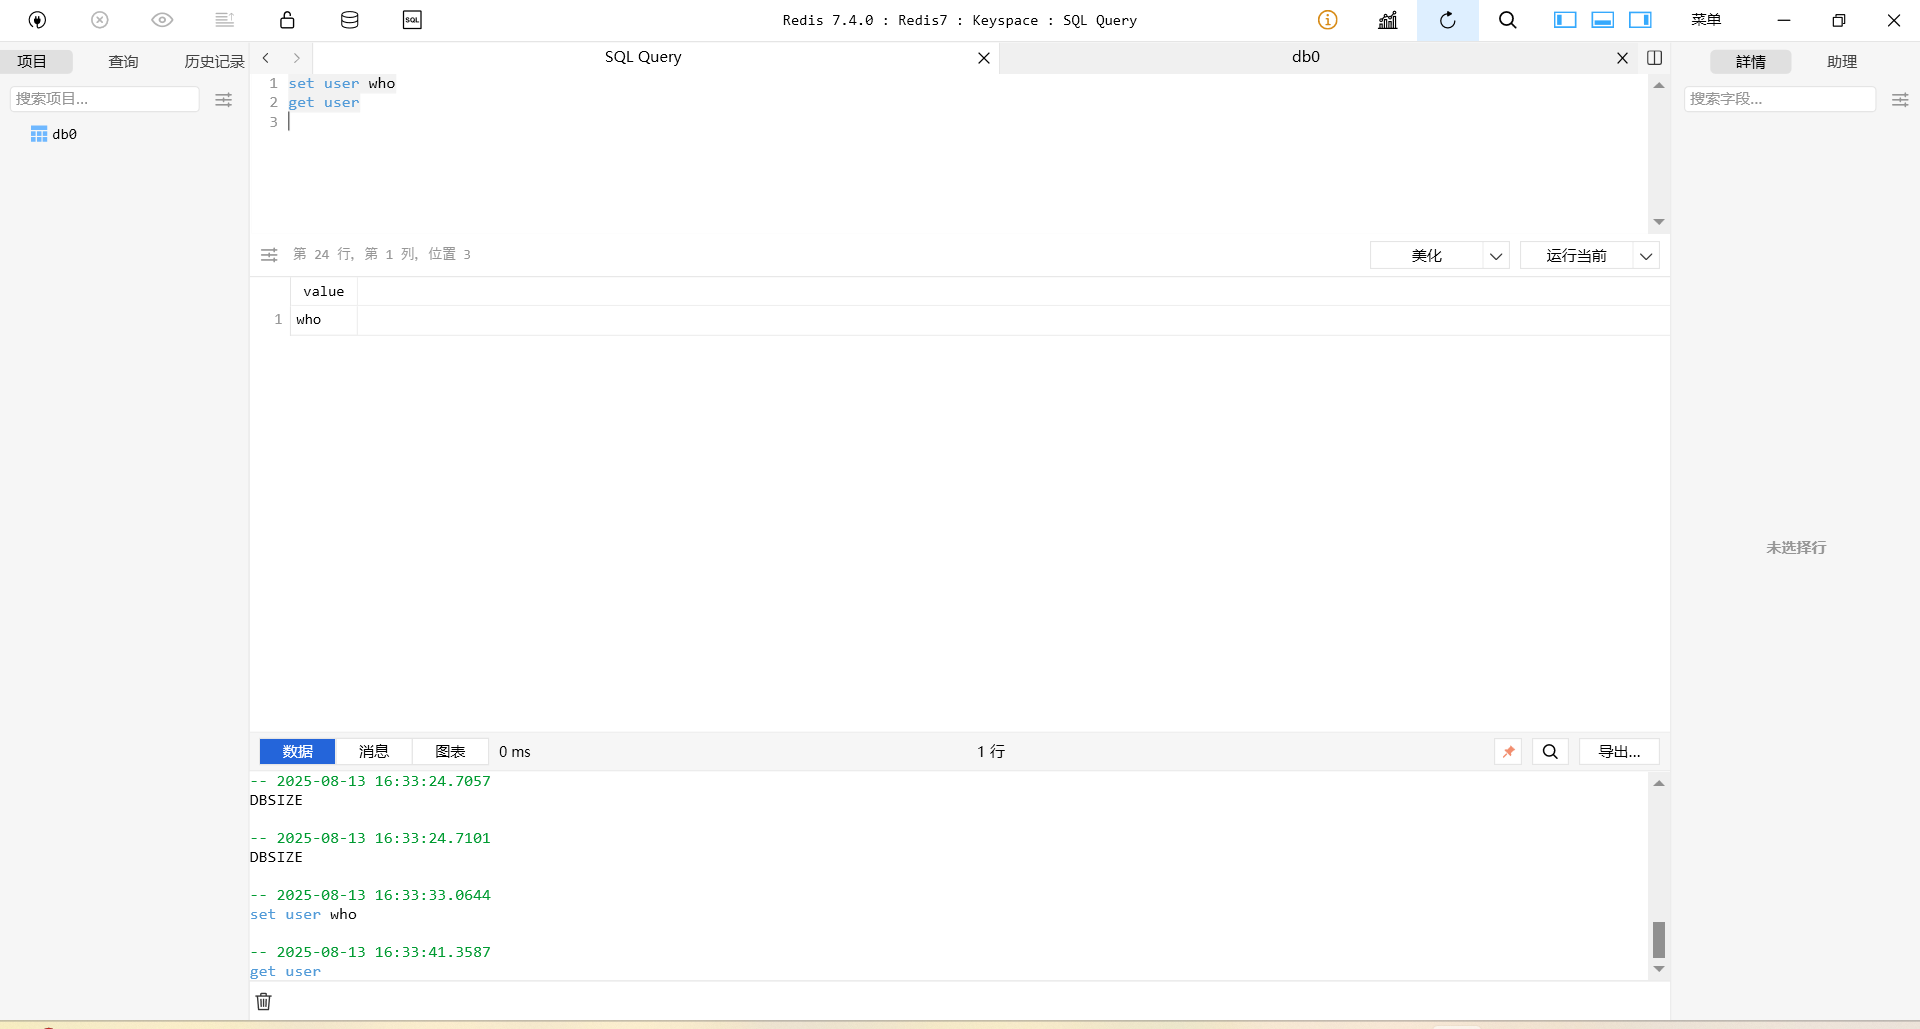 SQL
Redis 7.4.0 : Redis7 : Keyspace : SQL Query
菜单
项目
查询
历史记录
SQL Query
db0
詳情
助理
搜索项目...
搜索字段...
db0
1 set user who
2 get user
3
第 24 行, 第 1 列, 位置 3
美化
运行当前
value
1 who
未选择行
数据
消息
图表
0 ms
1 行
导出...
-- 2025-08-13 16:33:24.7057
DBSIZE
-- 2025-08-13 16:33:24.7101
DBSIZE
-- 2025-08-13 16:33:33.0644
set user who
-- 2025-08-13 16:33:41.3587
get user